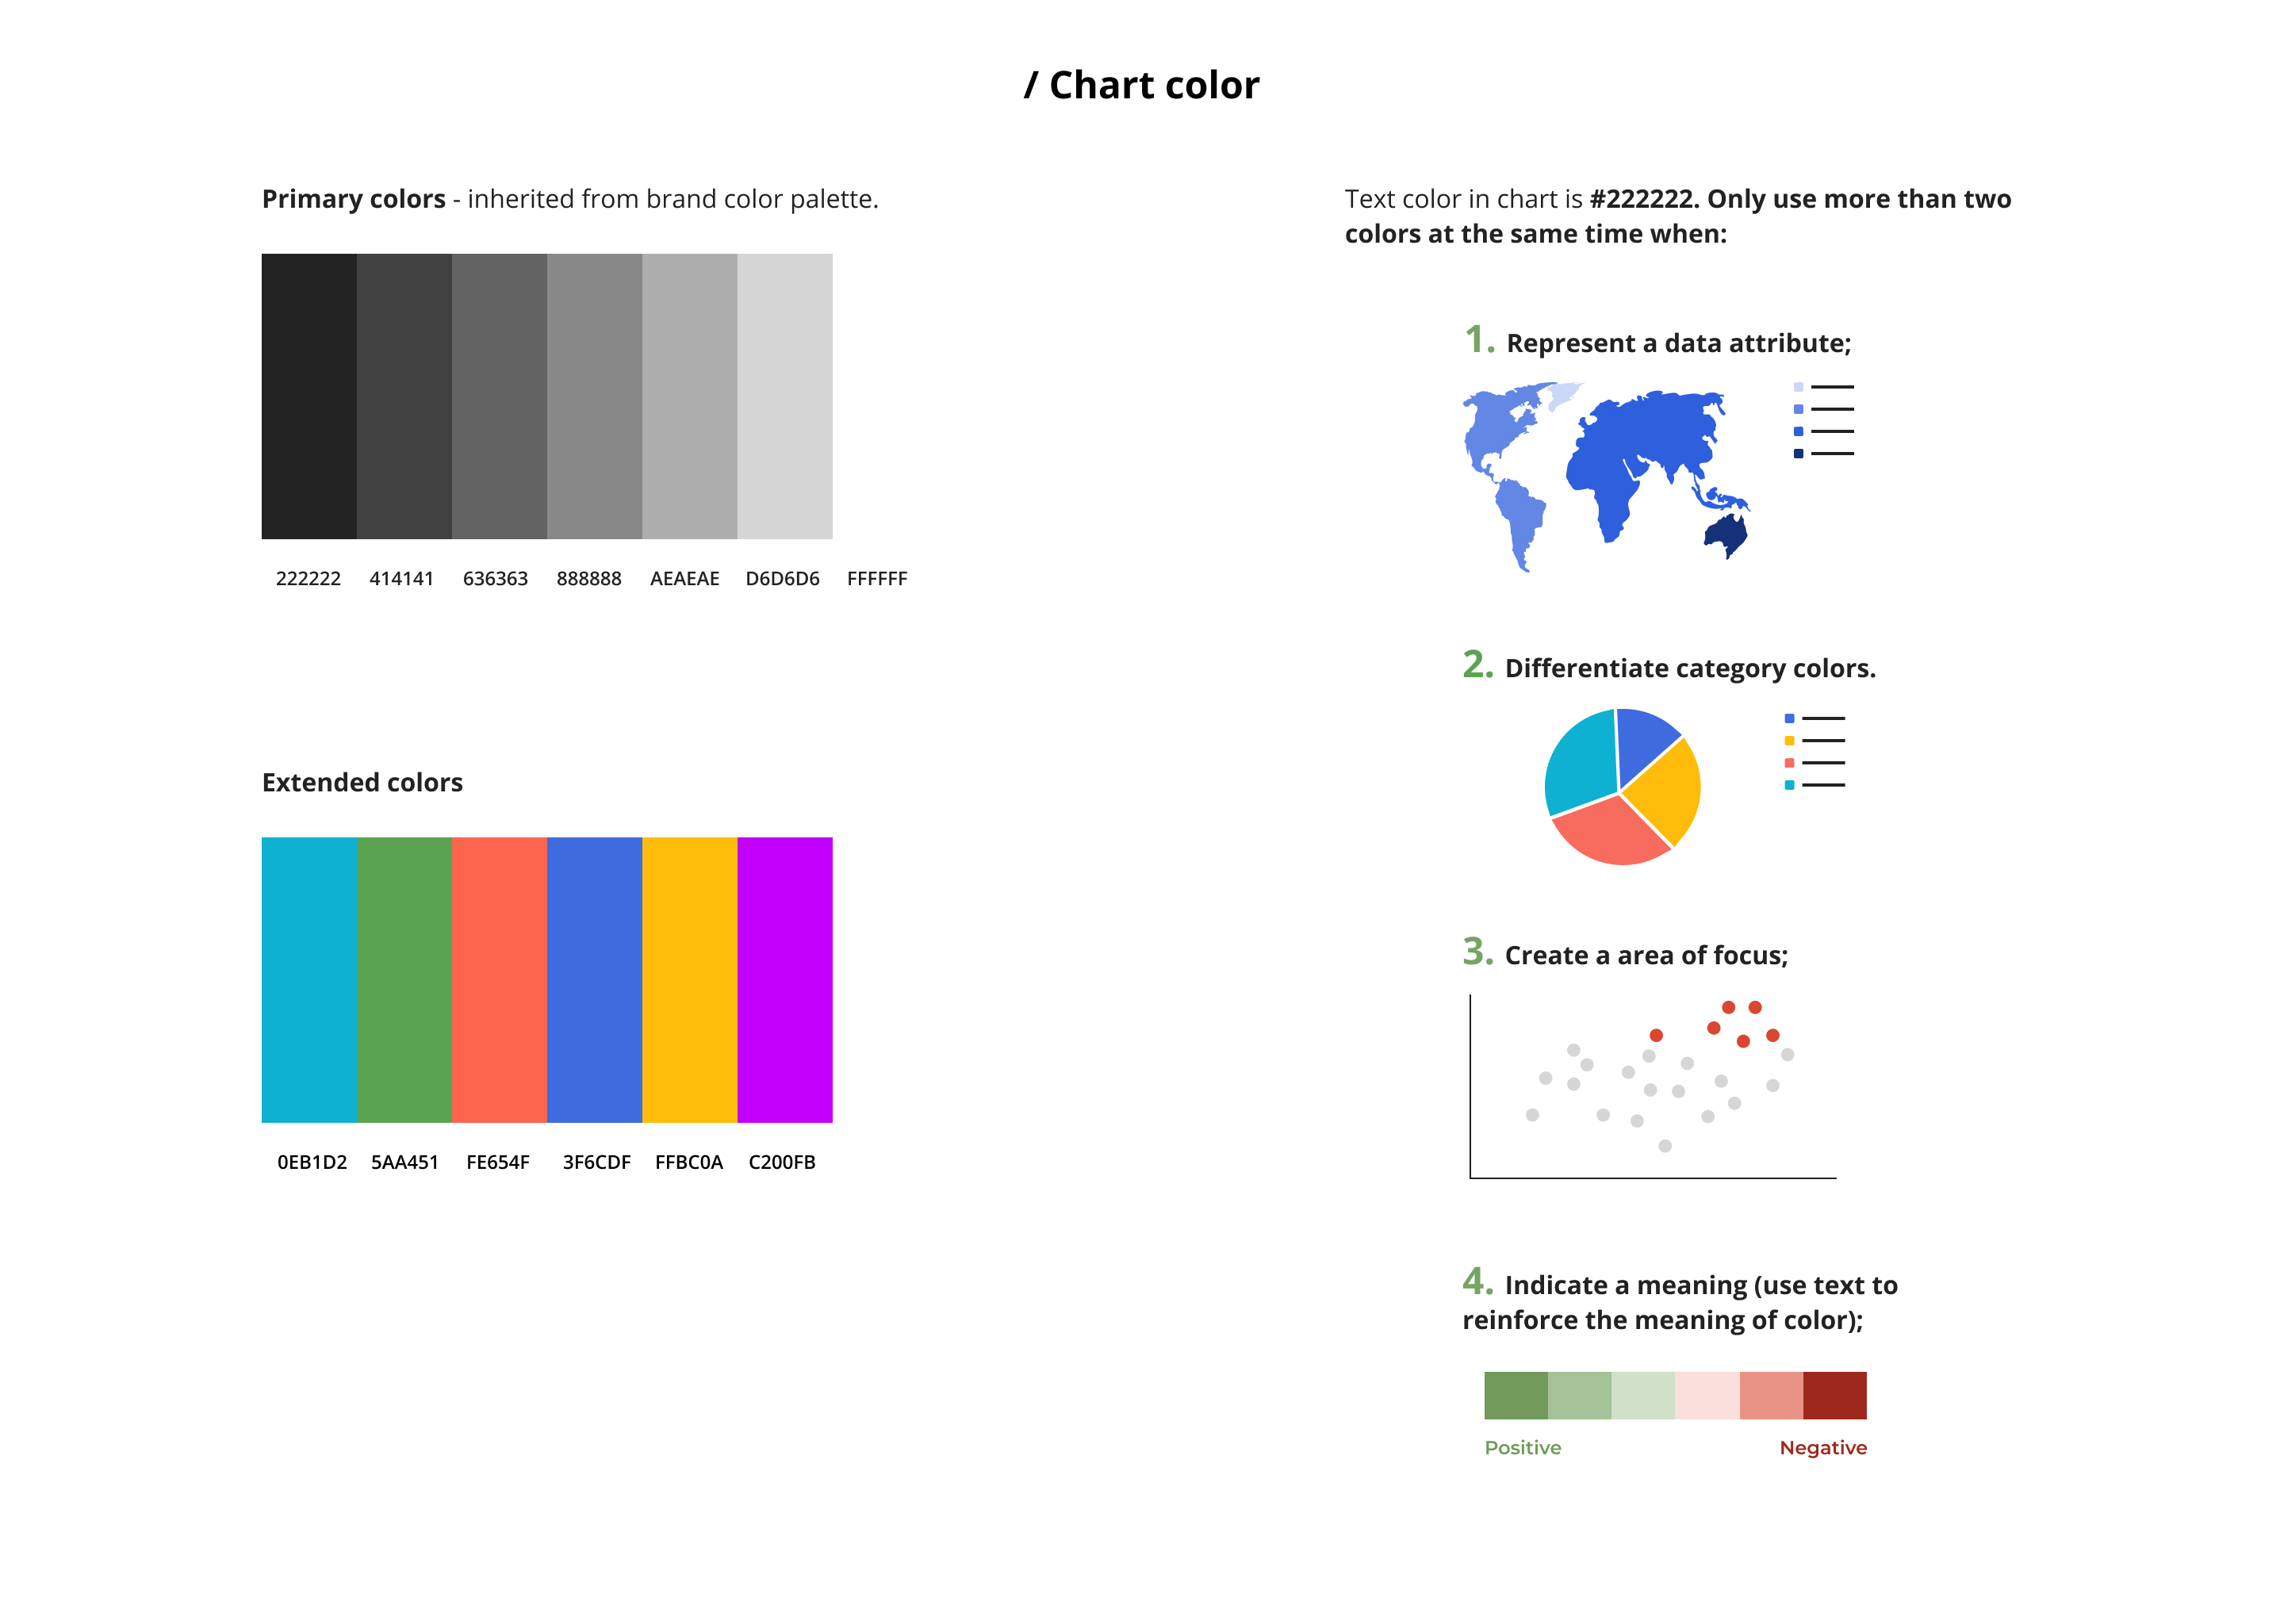 / Chart color
Primary colors - inherited from brand color palette.
222222 414141 636363 888888 AEAEAE D6D6D6 FFFFFF
Extended colors
0EB1D2 5AA451 FE654F 3F6CDF FFBC0A C200FB
Text color in chart is #222222. Only use more than two
colors at the same time when:
1. Represent a data attribute;
2. Differentiate category colors.
3. Create a area of focus;
4. Indicate a meaning (use text to
reinforce the meaning of color);
Positive Negative